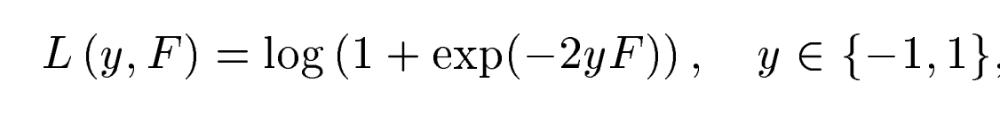 L (y, F) = log (1 + exp(−2yF)) , y ∈ {−1, 1},